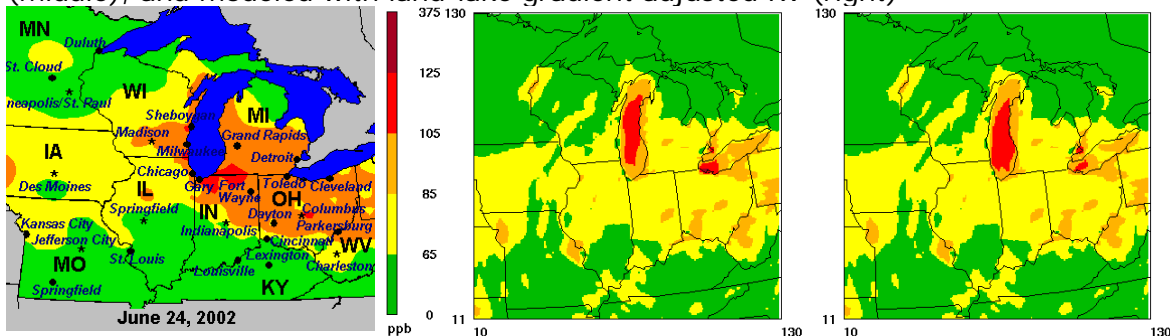 (middle), and modeled with land-lake gradient adjusted Kv (right)
MN
Duluth
St. Cloud
neapolis/St. Paul
WI
Sheboygan
MI
Madison
Grand Rapids
Milwaukee
Detroit
IA
Chicago
Des Moines
Gary
Fort
Wayne
Toledo
Cleveland
IL
OH
Springfield
IN
Dayton
Columbus
Parkersburg
Kansas City
Indianapolis
Jefferson City
Cincinnati
WV
MO
St. Louis
Lexington
Charleston
Louisville
Springfield
KY
June 24, 2002
375
125
105
85
65
0
ppb
130
11
10
130
130
11
10
130